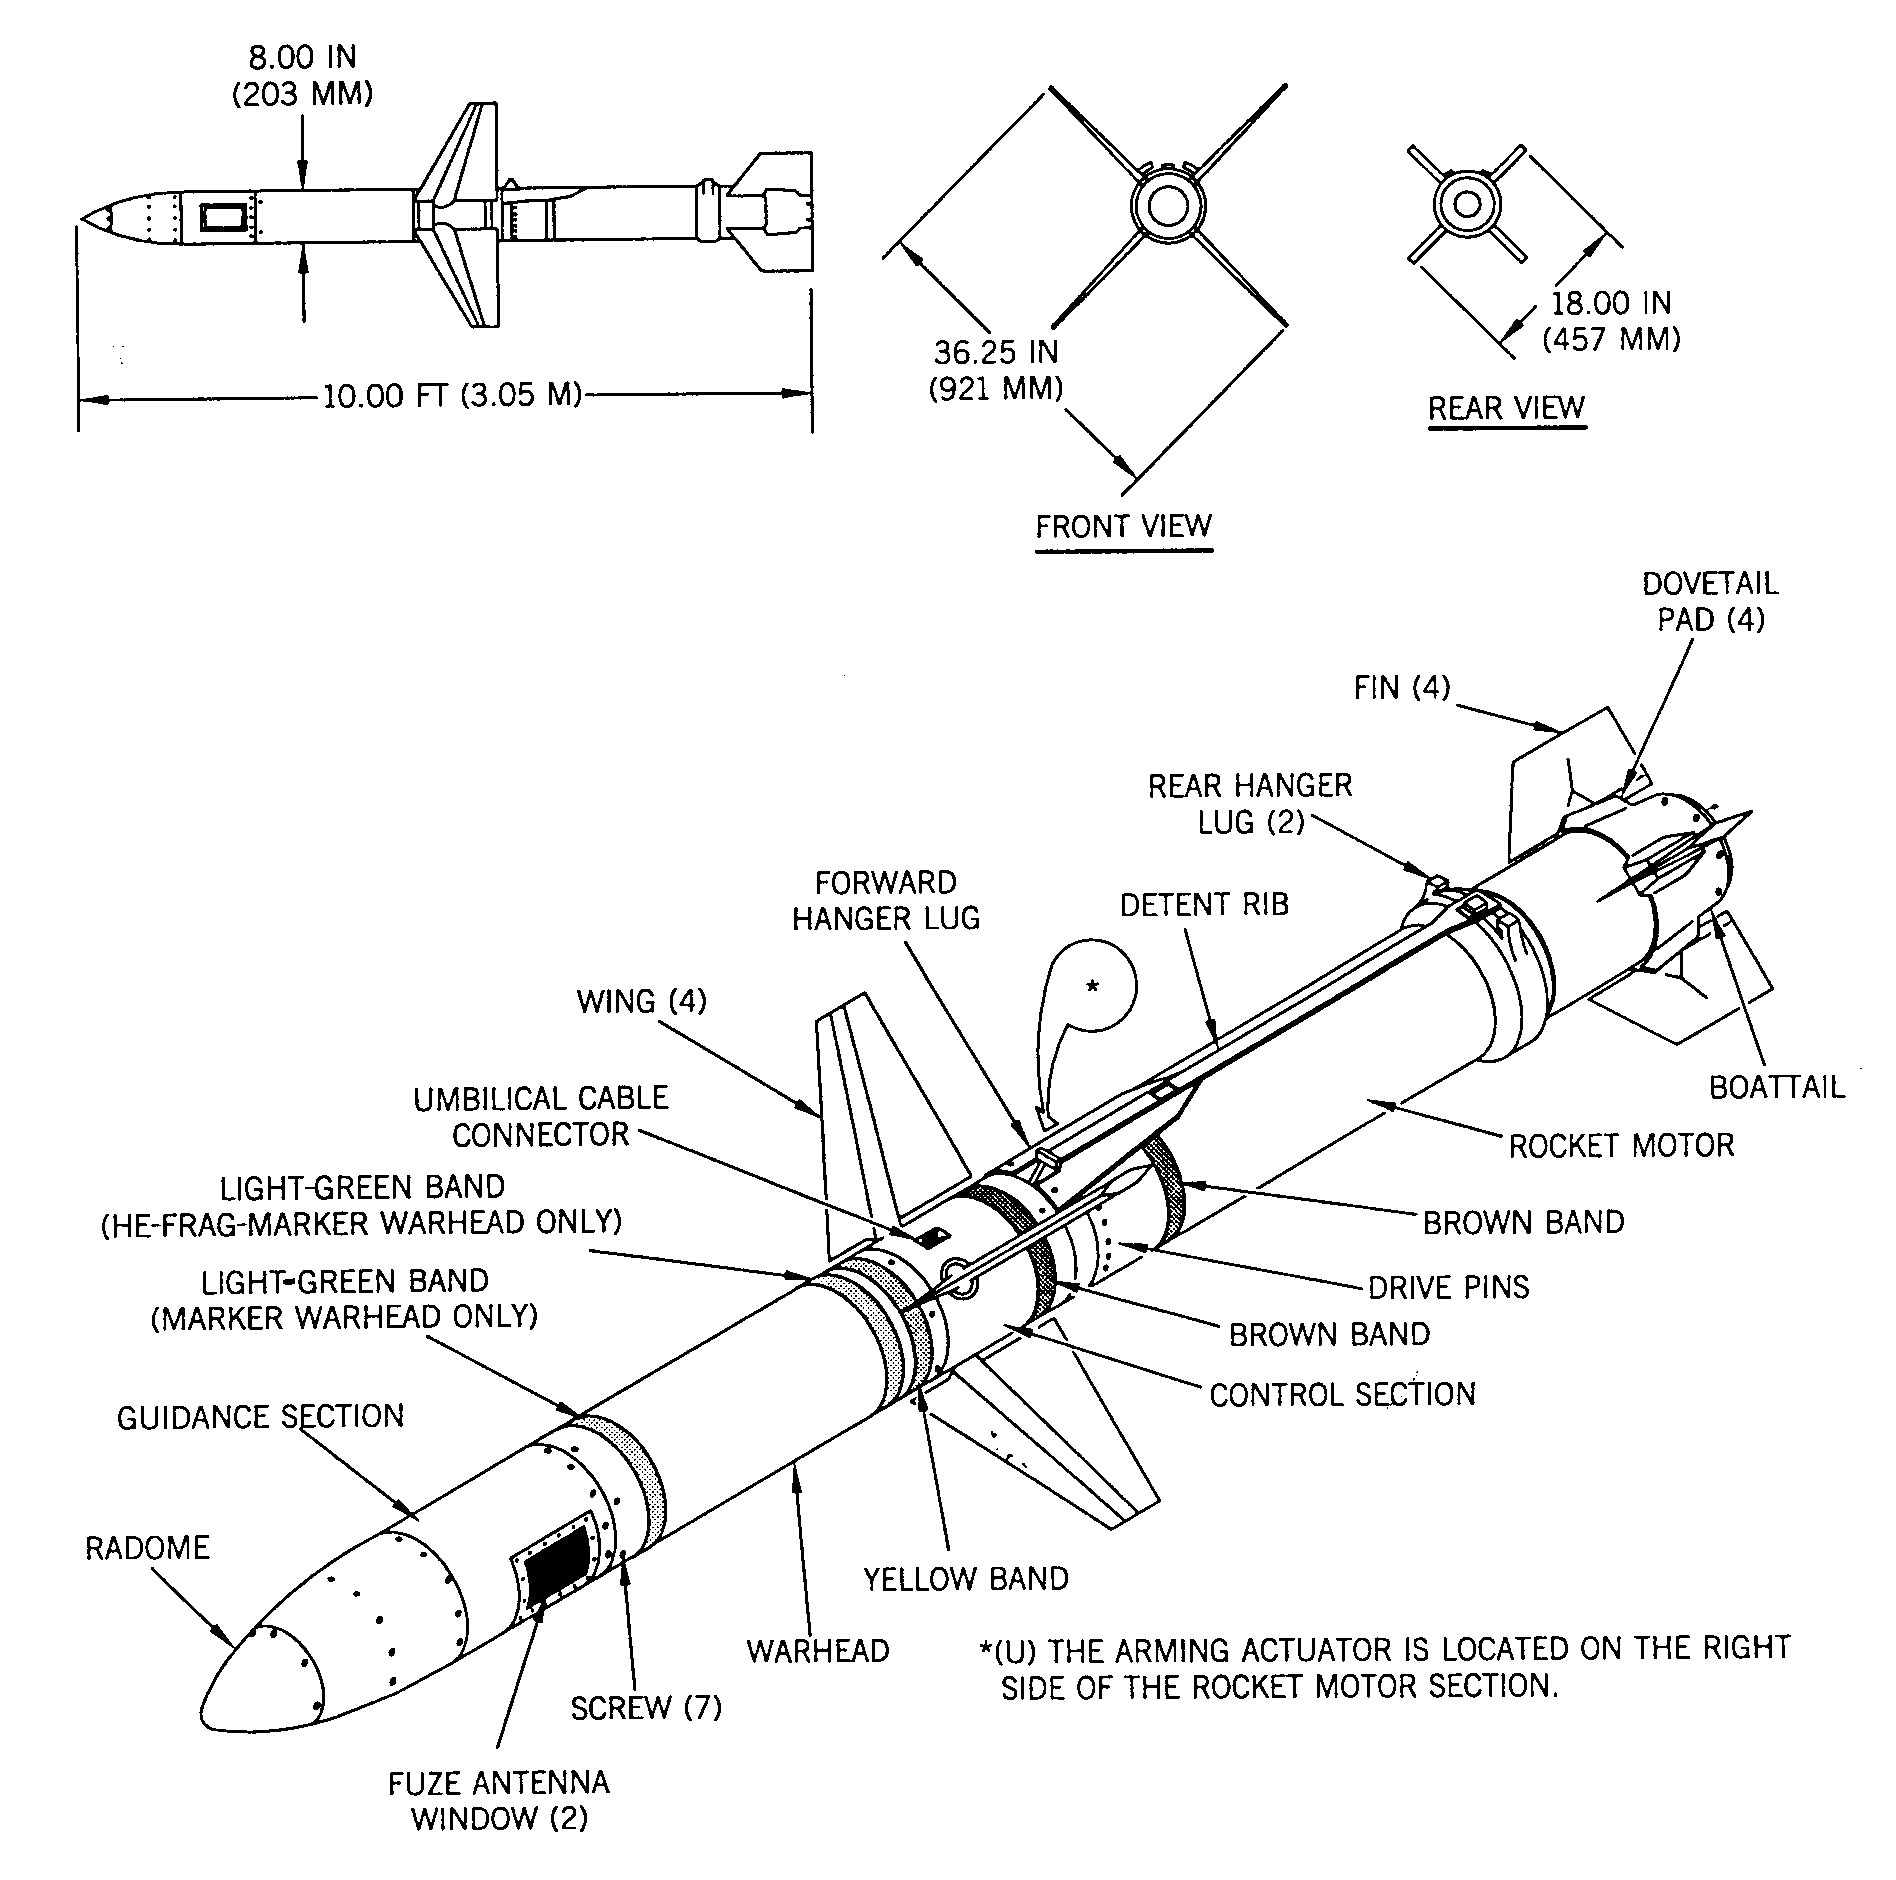 8.00 IN
(203 MM)
10.00 FT (3.05 M)
36.25 IN
(921 MM)
FRONT VIEW
18.00 IN
(457 MM)
REAR VIEW
DOVETAIL
PAD (4)
FIN (4)
REAR HANGER
LUG (2)
FORWARD
HANGER LUG
DETENT RIB
*
WING (4)
UMBILICAL CABLE
CONNECTOR
BOATTAIL
ROCKET MOTOR
LIGHT-GREEN BAND
(HE-FRAG-MARKER WARHEAD ONLY)
BROWN BAND
LIGHT-GREEN BAND
(MARKER WARHEAD ONLY)
DRIVE PINS
BROWN BAND
CONTROL SECTION
GUIDANCE SECTION
RADOME
YELLOW BAND
WARHEAD
SCREW (7)
FUZE ANTENNA
WINDOW (2)
*(U) THE ARMING ACTUATOR IS LOCATED ON THE RIGHT
SIDE OF THE ROCKET MOTOR SECTION.